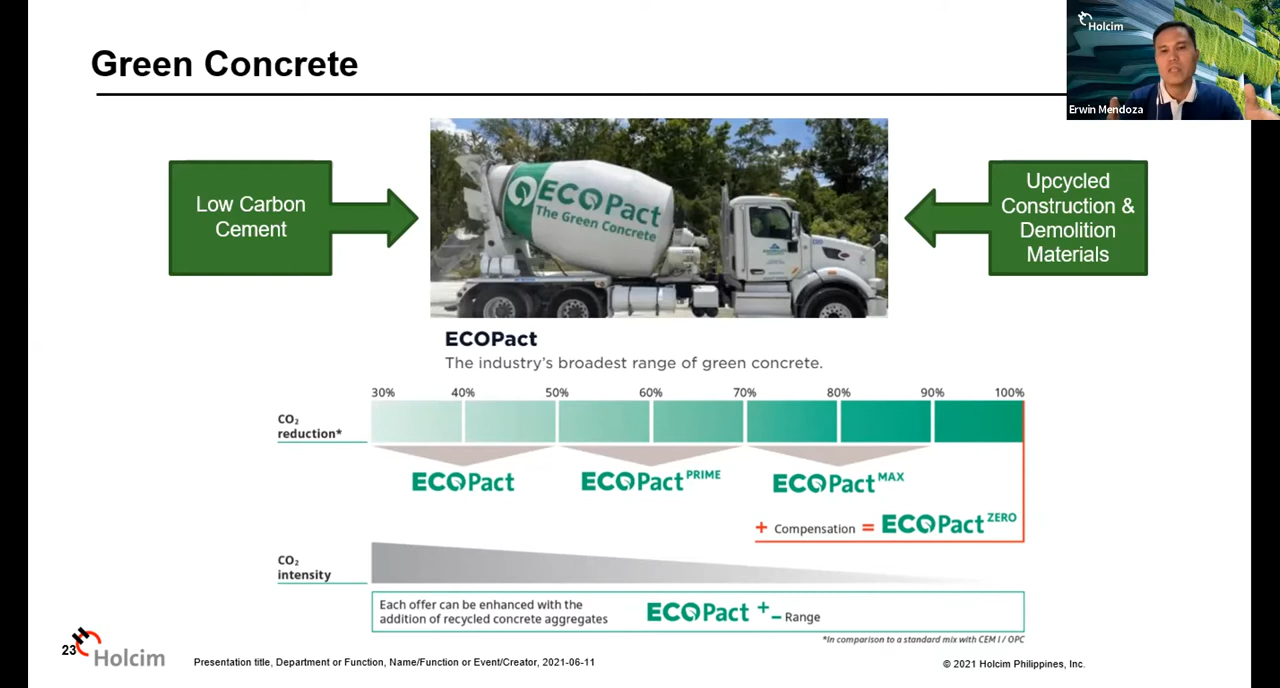 Green Concrete
Holcim
Erwin Mendoza
Low Carbon
Cement
ECOPact
The Green Concrete
Upcycled
Construction &
Demolition
Materials
ECOPact
The industry's broadest range of green concrete.
30% 40% 50% 60% 70% 80% 90% 100%
CO₂
reduction*
ECOPact ECOPact PRIME ECOPact MAX
+ Compensation = ECOPact ZERO
CO₂
intensity
Each offer can be enhanced with the
addition of recycled concrete aggregates
ECOPact + – Range
*In comparison to a standard mix with CEM I / OPC
23
Holcim
Presentation title, Department or Function, Name/Function or Event/Creator, 2021-06-11
© 2021 Holcim Philippines, Inc.